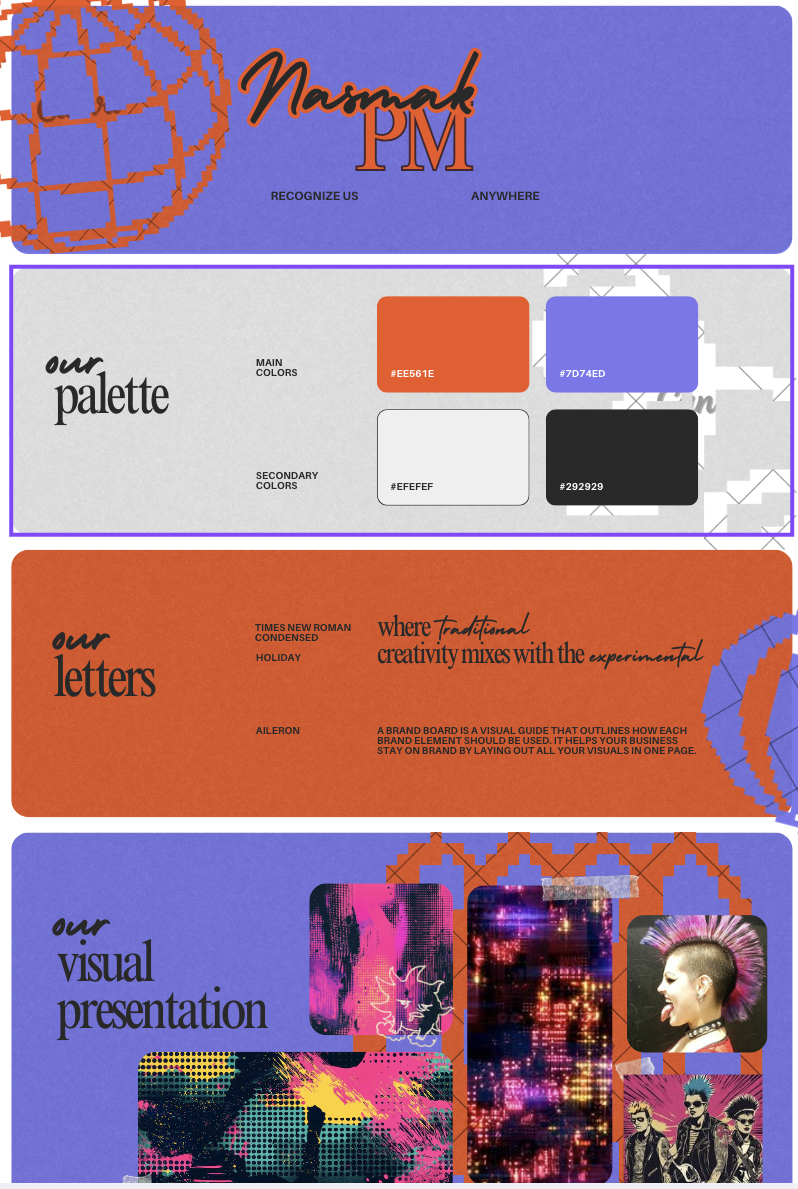 Nasmak
PM
RECOGNIZE US
ANYWHERE
our
palette
MAIN
COLORS
#EE561E
#7D74ED
SECONDARY
COLORS
#EFEFEF
#292929
our
letters
TIMES NEW ROMAN
CONDENSED
HOLIDAY
where traditional
creativity mixes with the experimental
AILERON
A BRAND BOARD IS A VISUAL GUIDE THAT OUTLINES HOW EACH
BRAND ELEMENT SHOULD BE USED. IT HELPS YOUR BUSINESS
STAY ON BRAND BY LAYING OUT ALL YOUR VISUALS IN ONE PAGE.
our
visual
presentation